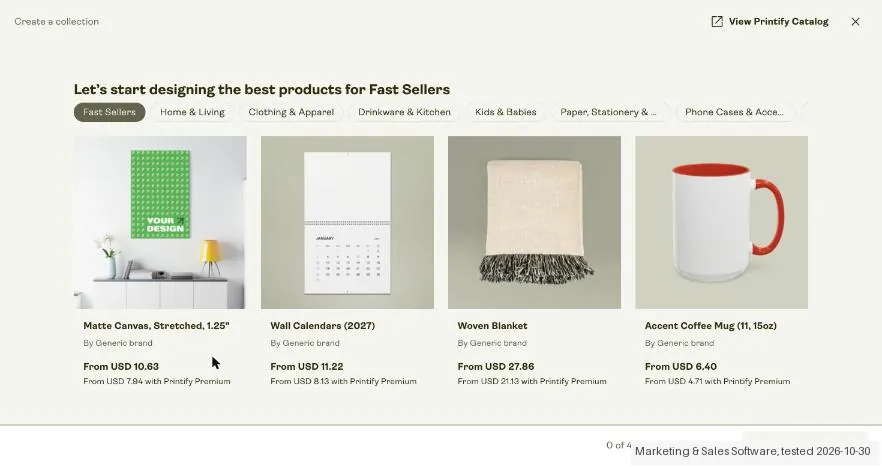 Create a collection
View Printify Catalog
Let's start designing the best products for Fast Sellers
Fast Sellers
Home & Living
Clothing & Apparel
Drinkware & Kitchen
Kids & Babies
Paper, Stationery & ...
Phone Cases & Acce...
YOUR
DESIGN
JANUARY
Matte Canvas, Stretched, 1.25"
By Generic brand
From USD 10.63
From USD 7.94 with Printify Premium
Wall Calendars (2027)
By Generic brand
From USD 11.22
From USD 8.13 with Printify Premium
Woven Blanket
By Generic brand
From USD 27.86
From USD 21.13 with Printify Premium
Accent Coffee Mug (11, 15oz)
By Generic brand
From USD 6.40
From USD 4.71 with Printify Premium
0 of 4
Marketing & Sales Software, tested 2026-10-30